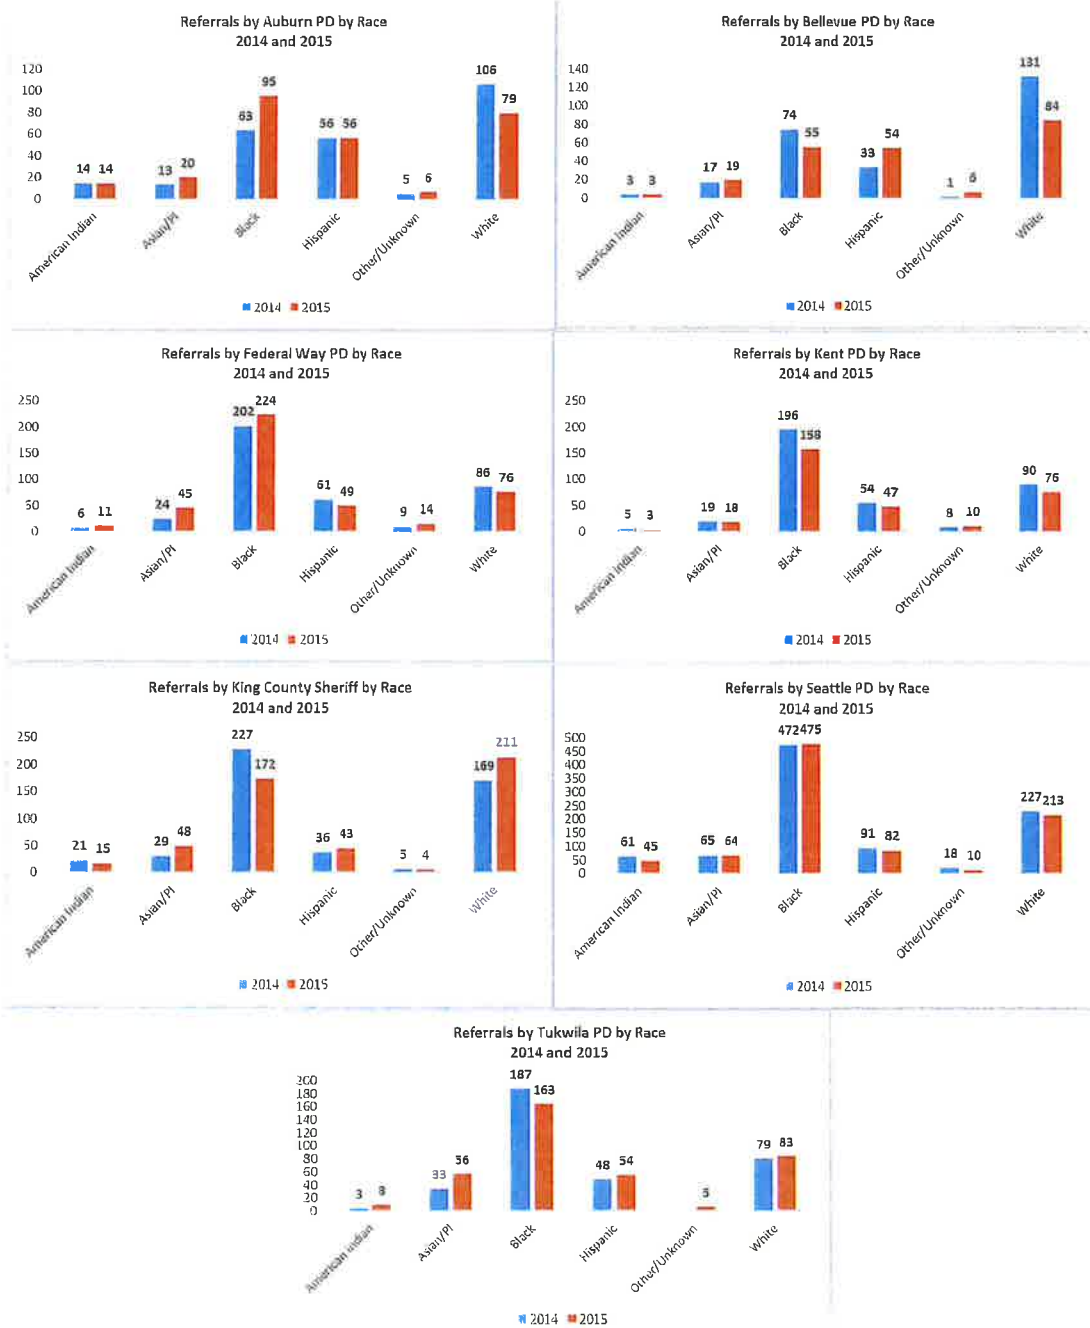 Referrals by Auburn PD by Race
2014 and 2015
120
100
80
60
40
20
0
14 14
13 20
63 95
56 56
5 6
106 79
American Indian
Asian/PI
Black
Hispanic
Other/Unknown
White
2014 2015
Referrals by Bellevue PD by Race
2014 and 2015
140
120
100
80
60
40
20
0
3 3
17 19
74 55
33 54
1 6
131 84
American Indian
Asian/PI
Black
Hispanic
Other/Unknown
White
2014 2015
Referrals by Federal Way PD by Race
2014 and 2015
250
200
150
100
50
0
6 11
24 45
202 224
61 49
9 14
86 76
American Indian
Asian/PI
Black
Hispanic
Other/Unknown
White
2014 2015
Referrals by Kent PD by Race
2014 and 2015
250
200
150
100
50
0
5 3
19 18
196 158
54 47
8 10
90 76
American Indian
Asian/PI
Black
Hispanic
Other/Unknown
White
2014 2015
Referrals by King County Sheriff by Race
2014 and 2015
250
200
150
100
50
0
21 15
29 48
227 172
36 43
5 4
169 211
American Indian
Asian/PI
Black
Hispanic
Other/Unknown
White
2014 2015
Referrals by Seattle PD by Race
2014 and 2015
500
450
400
350
300
250
200
150
100
50
0
61 45
65 64
472 475
91 82
18 10
227 213
American Indian
Asian/PI
Black
Hispanic
Other/Unknown
White
2014 2015
Referrals by Tukwila PD by Race
2014 and 2015
200
180
160
140
120
100
80
60
40
20
0
3 8
33 56
187 163
48 54
5
79 83
American Indian
Asian/PI
Black
Hispanic
Other/Unknown
White
2014 2015